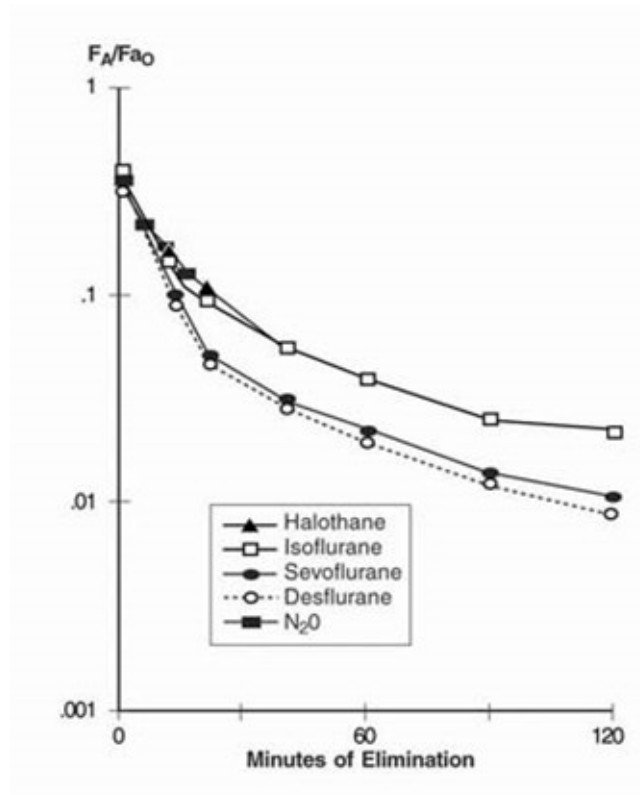 FA/FaO
1
.1
.01
Halothane
Isoflurane
Sevoflurane
Desflurane
N20
.001
0
60
120
Minutes of Elimination